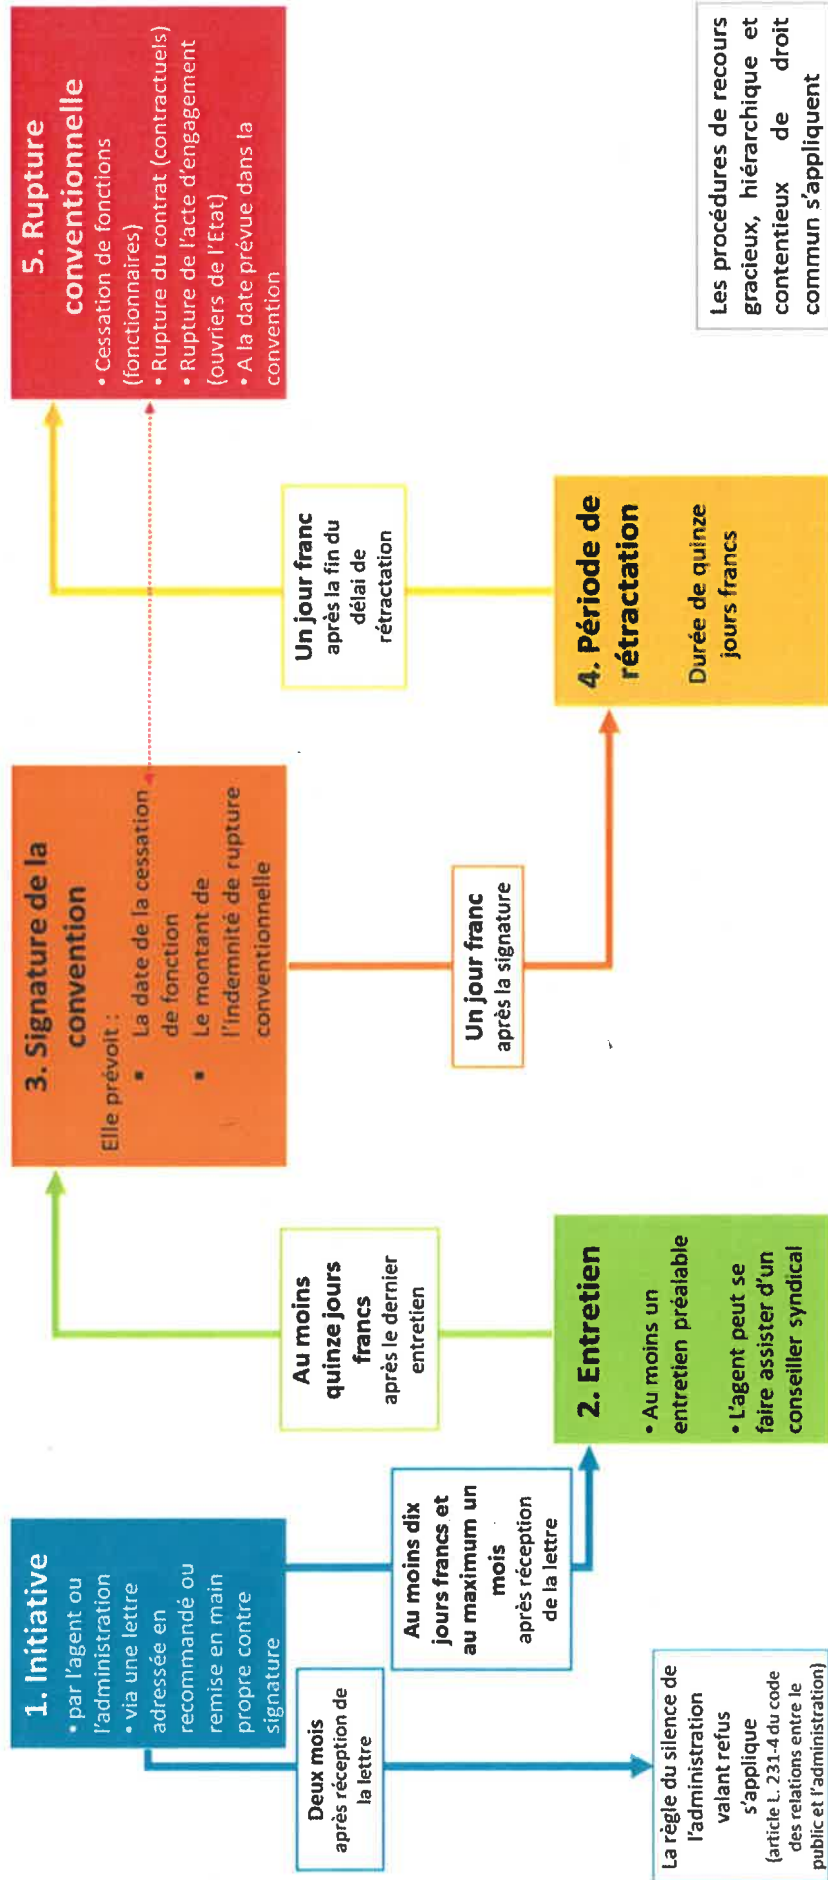 1. Initiative
• par l'agent ou
l'administration
• via une lettre
adressée en
recommandé ou
remise en main
propre contre
signature
Deux mois
après réception de
la lettre
La règle du silence de
l'administration
valant refus
s'applique
(article L. 231-4 du code
des relations entre le
public et l'administration)
Au moins dix
jours francs et
au maximum un
mois
après réception
de la lettre
2. Entretien
• Au moins un
entretien préalable
• L'agent peut se
faire assister d'un
conseiller syndical
Au moins
quinze jours
francs
après le dernier
entretien
3. Signature de la
convention
Elle prévoit :
▪ La date de la cessation
de fonction
▪ Le montant de
l'indemnité de rupture
conventionnelle
Un jour franc
après la signature
4. Période de
rétractation
Durée de quinze
jours francs
Un jour franc
après la fin du
délai de
rétractation
5. Rupture
conventionnelle
• Cessation de fonctions
(fonctionnaires)
• Rupture du contrat (contractuels)
• Rupture de l'acte d'engagement
(ouvriers de l'Etat)
• A la date prévue dans la
convention
Les procédures de recours
gracieux, hiérarchique et
contentieux de droit
commun s'appliquent